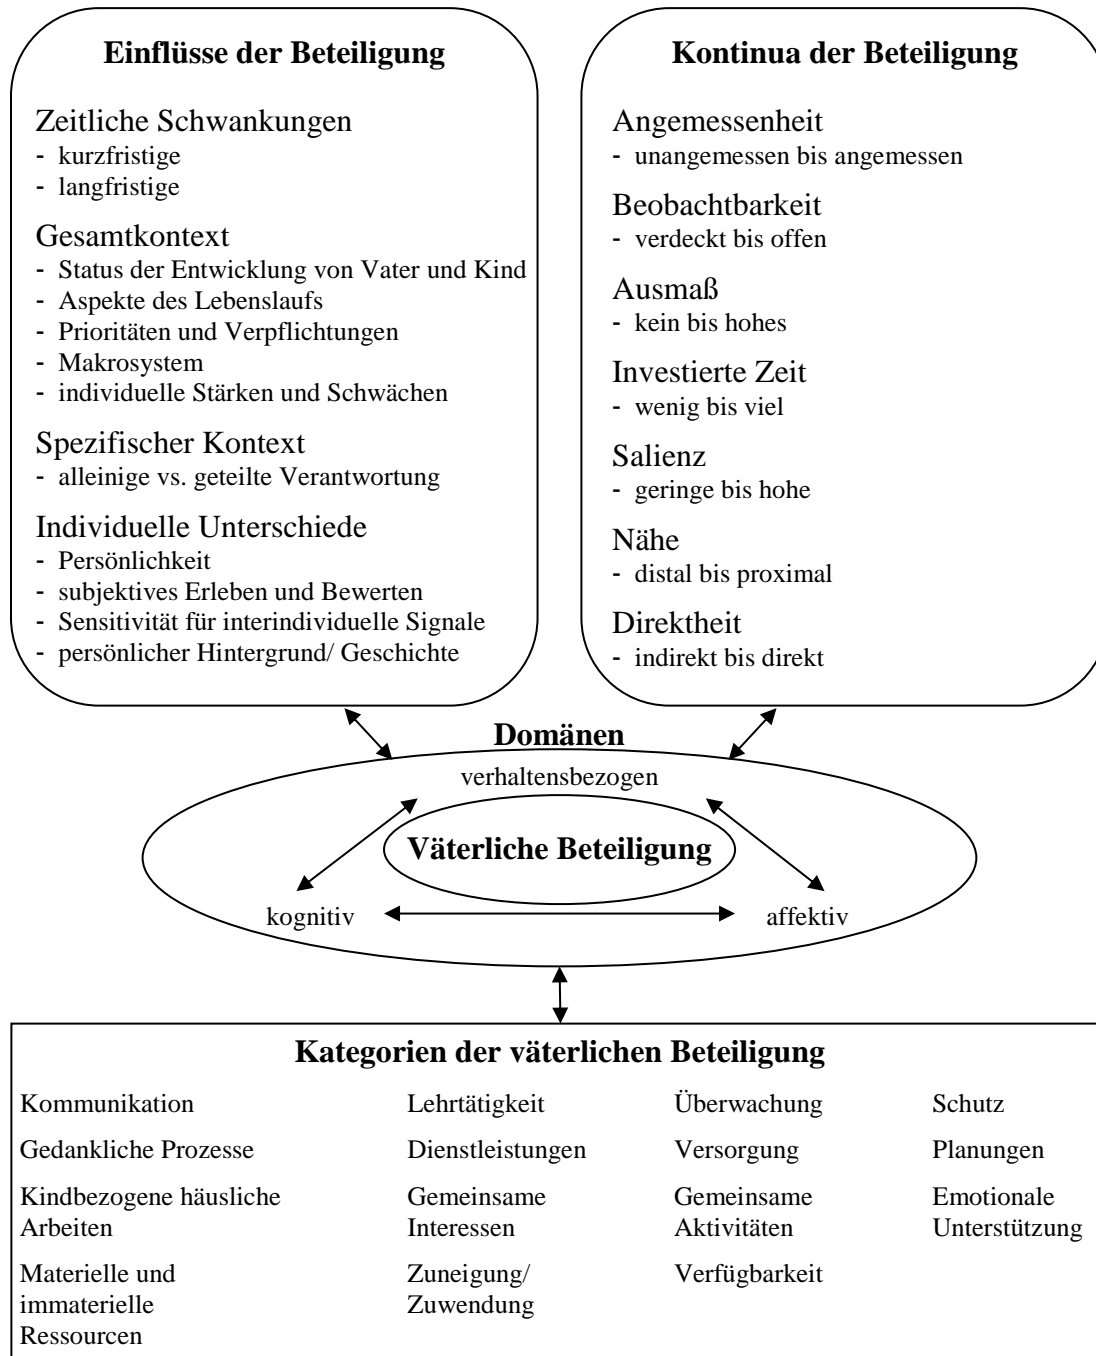 Einflüsse der Beteiligung
Zeitliche Schwankungen
- kurzfristige
- langfristige
Gesamtkontext
- Status der Entwicklung von Vater und Kind
- Aspekte des Lebenslaufs
- Prioritäten und Verpflichtungen
- Makrosystem
- individuelle Stärken und Schwächen
Spezifischer Kontext
- alleinige vs. geteilte Verantwortung
Individuelle Unterschiede
- Persönlichkeit
- subjektives Erleben und Bewerten
- Sensitivität für interindividuelle Signale
- persönlicher Hintergrund/ Geschichte
Kontinua der Beteiligung
Angemessenheit
- unangemessen bis angemessen
Beobachtbarkeit
- verdeckt bis offen
Ausmaß
- kein bis hohes
Investierte Zeit
- wenig bis viel
Salienz
- geringe bis hohe
Nähe
- distal bis proximal
Direktheit
- indirekt bis direkt
Domänen
verhaltensbezogen
Väterliche Beteiligung
kognitiv
affektiv
Kategorien der väterlichen Beteiligung
Kommunikation
Lehrtätigkeit
Überwachung
Schutz
Gedankliche Prozesse
Dienstleistungen
Versorgung
Planungen
Kindbezogene häusliche
Arbeiten
Gemeinsame
Interessen
Gemeinsame
Aktivitäten
Emotionale
Unterstützung
Materielle und
immaterielle
Ressourcen
Zuneigung/
Zuwendung
Verfügbarkeit